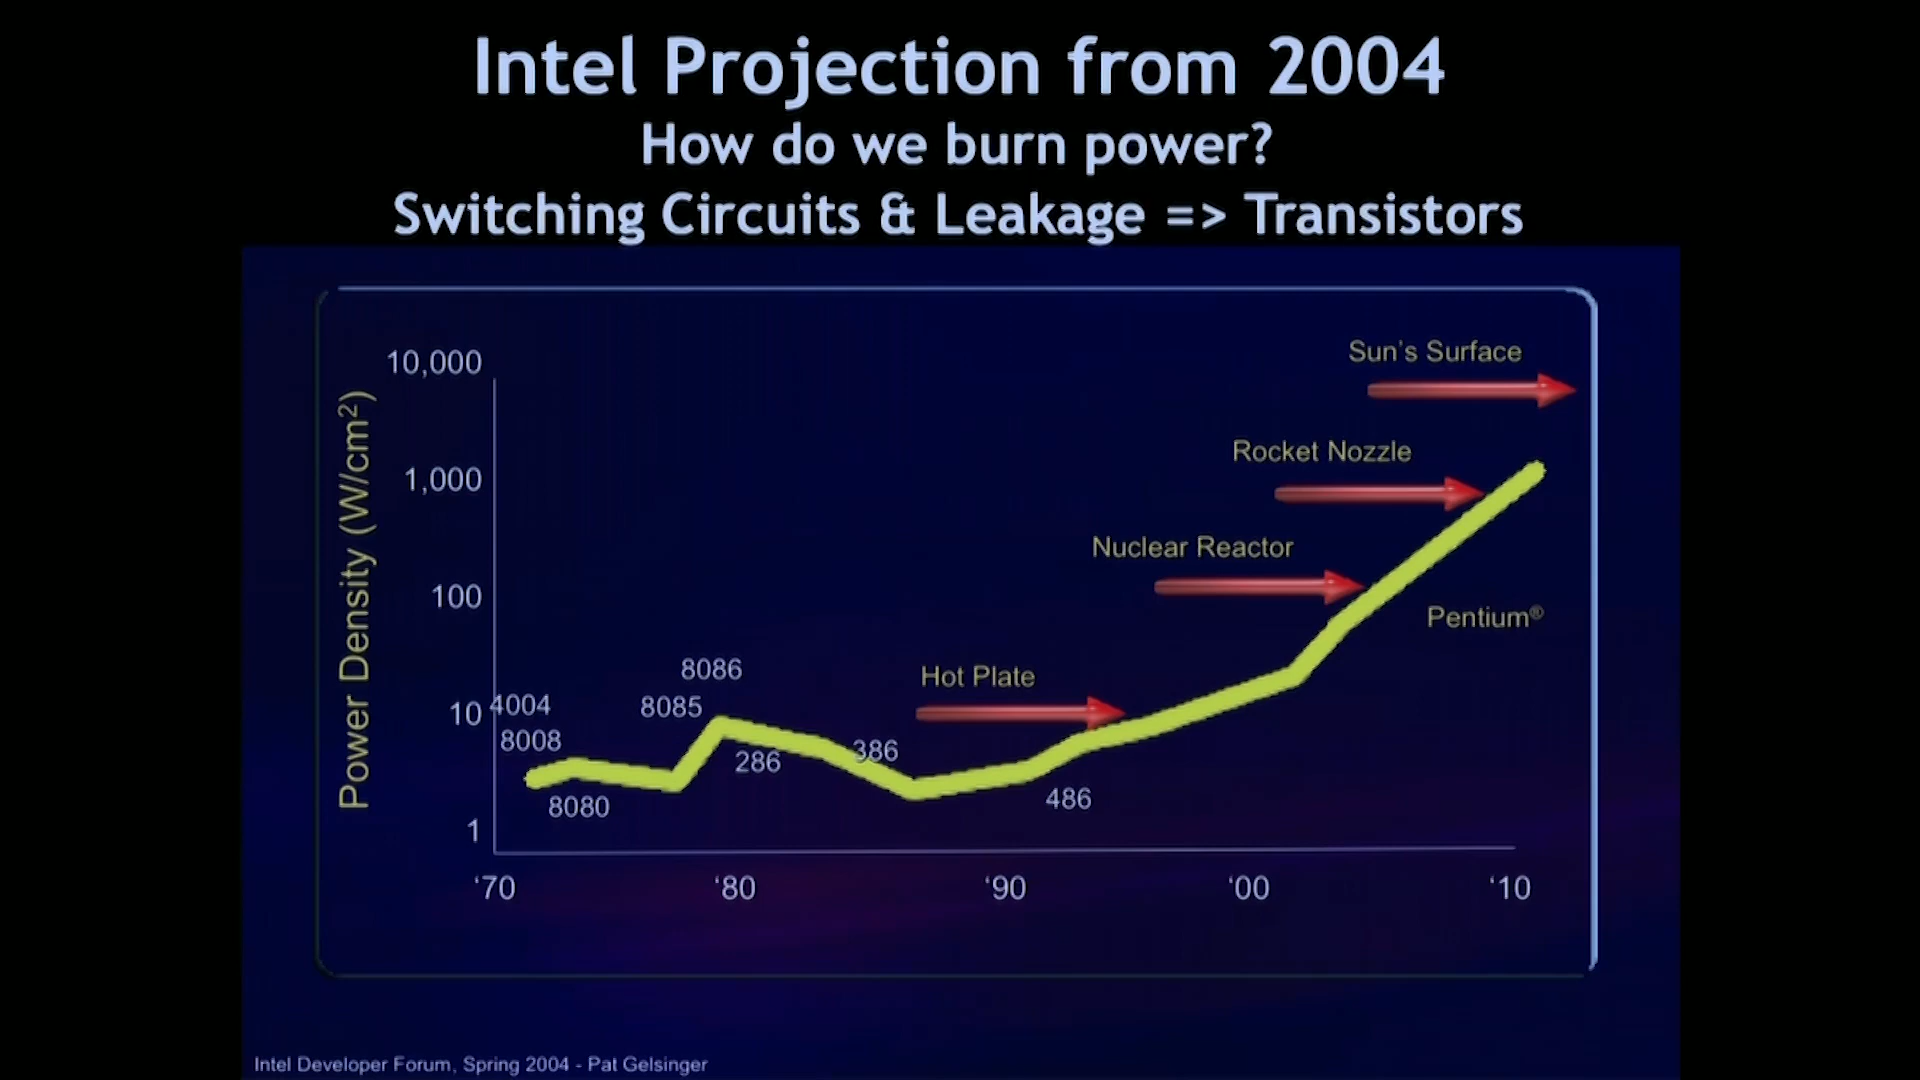 Intel Projection from 2004
How do we burn power?
Switching Circuits & Leakage => Transistors
Power Density (W/cm²)
10,000
1,000
100
10
1
Sun's Surface
Rocket Nozzle
Nuclear Reactor
Pentium®
Hot Plate
8086
8085
4004
8008
8080
286
386
486
‘70
‘80
‘90
‘00
‘10
Intel Developer Forum, Spring 2004 - Pat Gelsinger